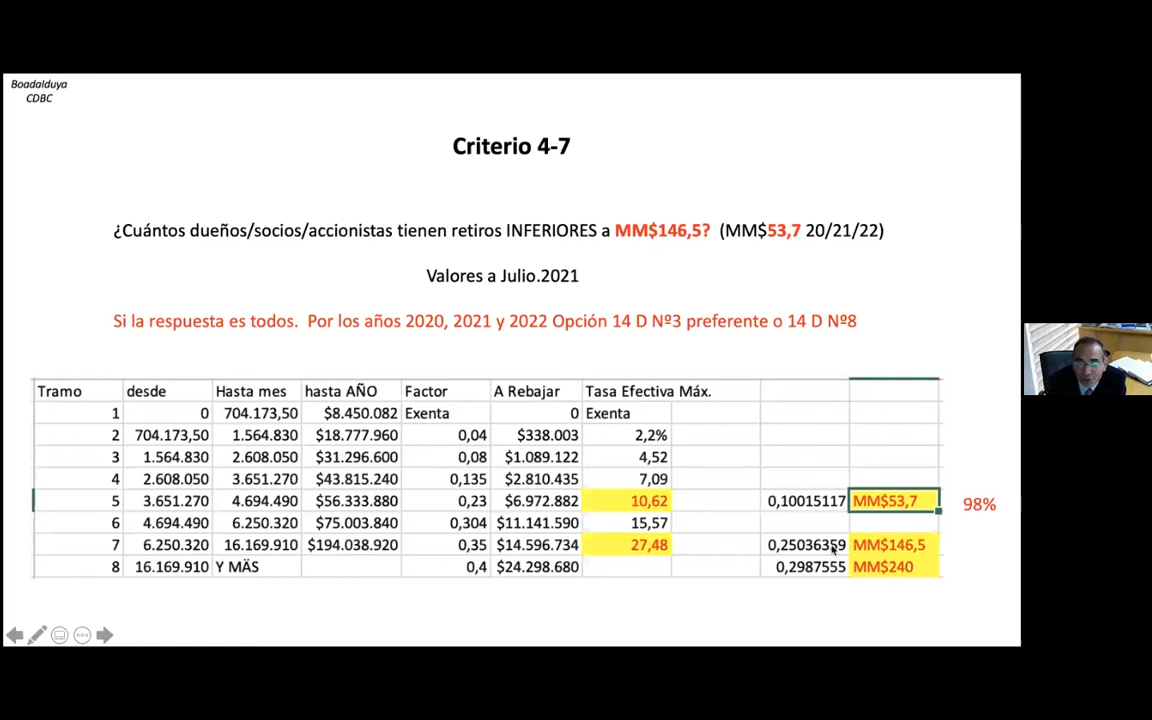 Boadalduya
CDBC
Criterio 4-7
¿Cuántos dueños/socios/accionistas tienen retiros INFERIORES a MM$146,5? (MM$53,7 20/21/22)
Valores a Julio.2021
Si la respuesta es todos. Por los años 2020, 2021 y 2022 Opción 14 D Nº3 preferente o 14 D Nº8
Tramo desde Hasta mes hasta AÑO Factor A Rebajar Tasa Efectiva Máx.
1 0 704.173,50 $8.450.082 Exenta 0 Exenta
2 704.173,50 1.564.830 $18.777.960 0,04 $338.003 2,2%
3 1.564.830 2.608.050 $31.296.600 0,08 $1.089.122 4,52
4 2.608.050 3.651.270 $43.815.240 0,135 $2.810.435 7,09
5 3.651.270 4.694.490 $56.333.880 0,23 $6.972.882 10,62 0,10015117 MM$53,7 98%
6 4.694.490 6.250.320 $75.003.840 0,304 $11.141.590 15,57
7 6.250.320 16.169.910 $194.038.920 0,35 $14.596.734 27,48 0,25036359 MM$146,5
8 16.169.910 Y MÄS 0,4 $24.298.680 0,2987555 MM$240